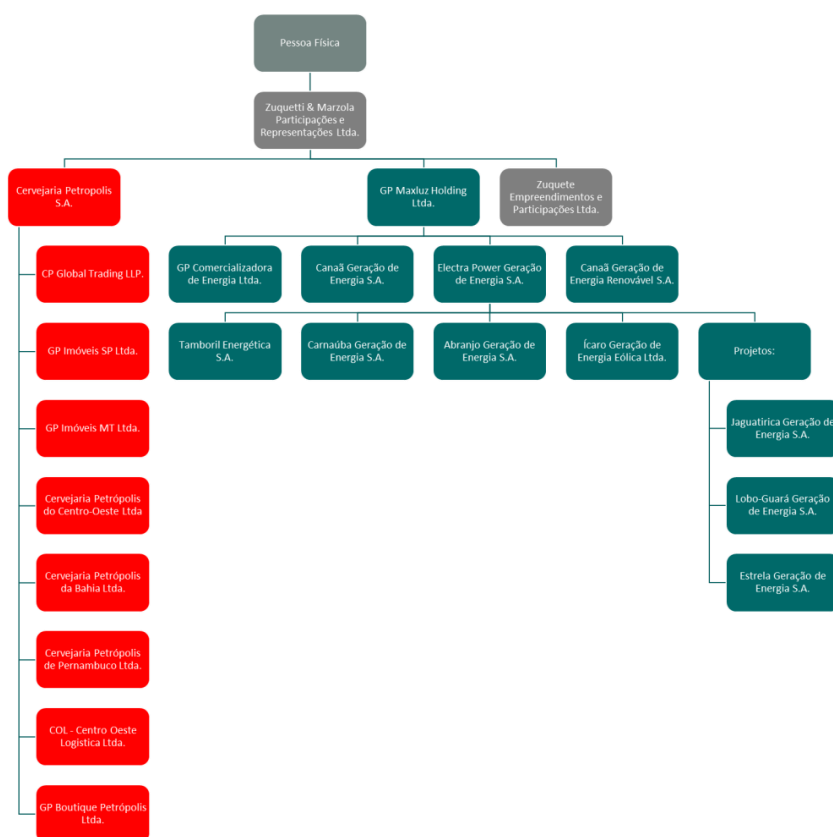 Pessoa Física
Zuquetti & Marzola
Participações e
Representações Ltda.
Cervejaria Petropolis
S.A.
GP Maxluz Holding
Ltda.
Zuquete
Empreendimentos e
Participações Ltda.
CP Global Trading LLP.
GP Comercializadora
de Energia Ltda.
Canaã Geração de
Energia S.A.
Electra Power Geração
de Energia S.A.
Canaã Geração de
Energia Renovável S.A.
GP Imóveis SP Ltda.
Tamboril Energética
S.A.
Carnaúba Geração de
Energia S.A.
Abranjo Geração de
Energia S.A.
Ícaro Geração de
Energia Eólica Ltda.
Projetos:
GP Imóveis MT Ltda.
Jaguatirica Geração de
Energia S.A.
Cervejaria Petrópolis
do Centro-Oeste Ltda
Lobo-Guará Geração
de Energia S.A.
Cervejaria Petrópolis
da Bahia Ltda.
Estrela Geração de
Energia S.A.
Cervejaria Petrópolis
de Pernambuco Ltda.
COL - Centro Oeste
Logistica Ltda.
GP Boutique Petrópolis
Ltda.